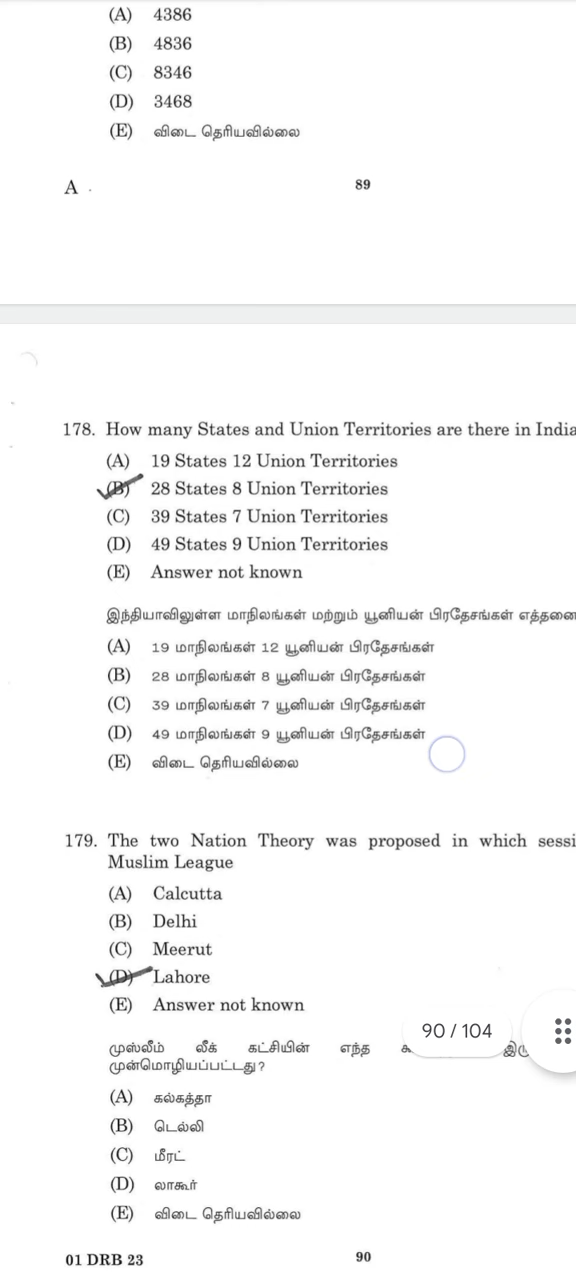 (A) 4386
(B) 4836
(C) 8346
(D) 3468
(E) விடை தெரியவில்லை
A
89
178. How many States and Union Territories are there in India
(A) 19 States 12 Union Territories
(B) 28 States 8 Union Territories
(C) 39 States 7 Union Territories
(D) 49 States 9 Union Territories
(E) Answer not known
இந்தியாவிலுள்ள மாநிலங்கள் மற்றும் யூனியன் பிரதேசங்கள் எத்தனை
(A) 19 மாநிலங்கள் 12 யூனியன் பிரதேசங்கள்
(B) 28 மாநிலங்கள் 8 யூனியன் பிரதேசங்கள்
(C) 39 மாநிலங்கள் 7 யூனியன் பிரதேசங்கள்
(D) 49 மாநிலங்கள் 9 யூனியன் பிரதேசங்கள்
(E) விடை தெரியவில்லை
179. The two Nation Theory was proposed in which sessi
Muslim League
(A) Calcutta
(B) Delhi
(C) Meerut
(D) Lahore
(E) Answer not known
90 / 104
முஸ்லீம் லீக் கட்சியின் எந்த
முன்மொழியப்பட்டது?
(A) கல்கத்தா
(B) டெல்லி
(C) மீரட்
(D) லாகூர்
(E) விடை தெரியவில்லை
01 DRB 23
90